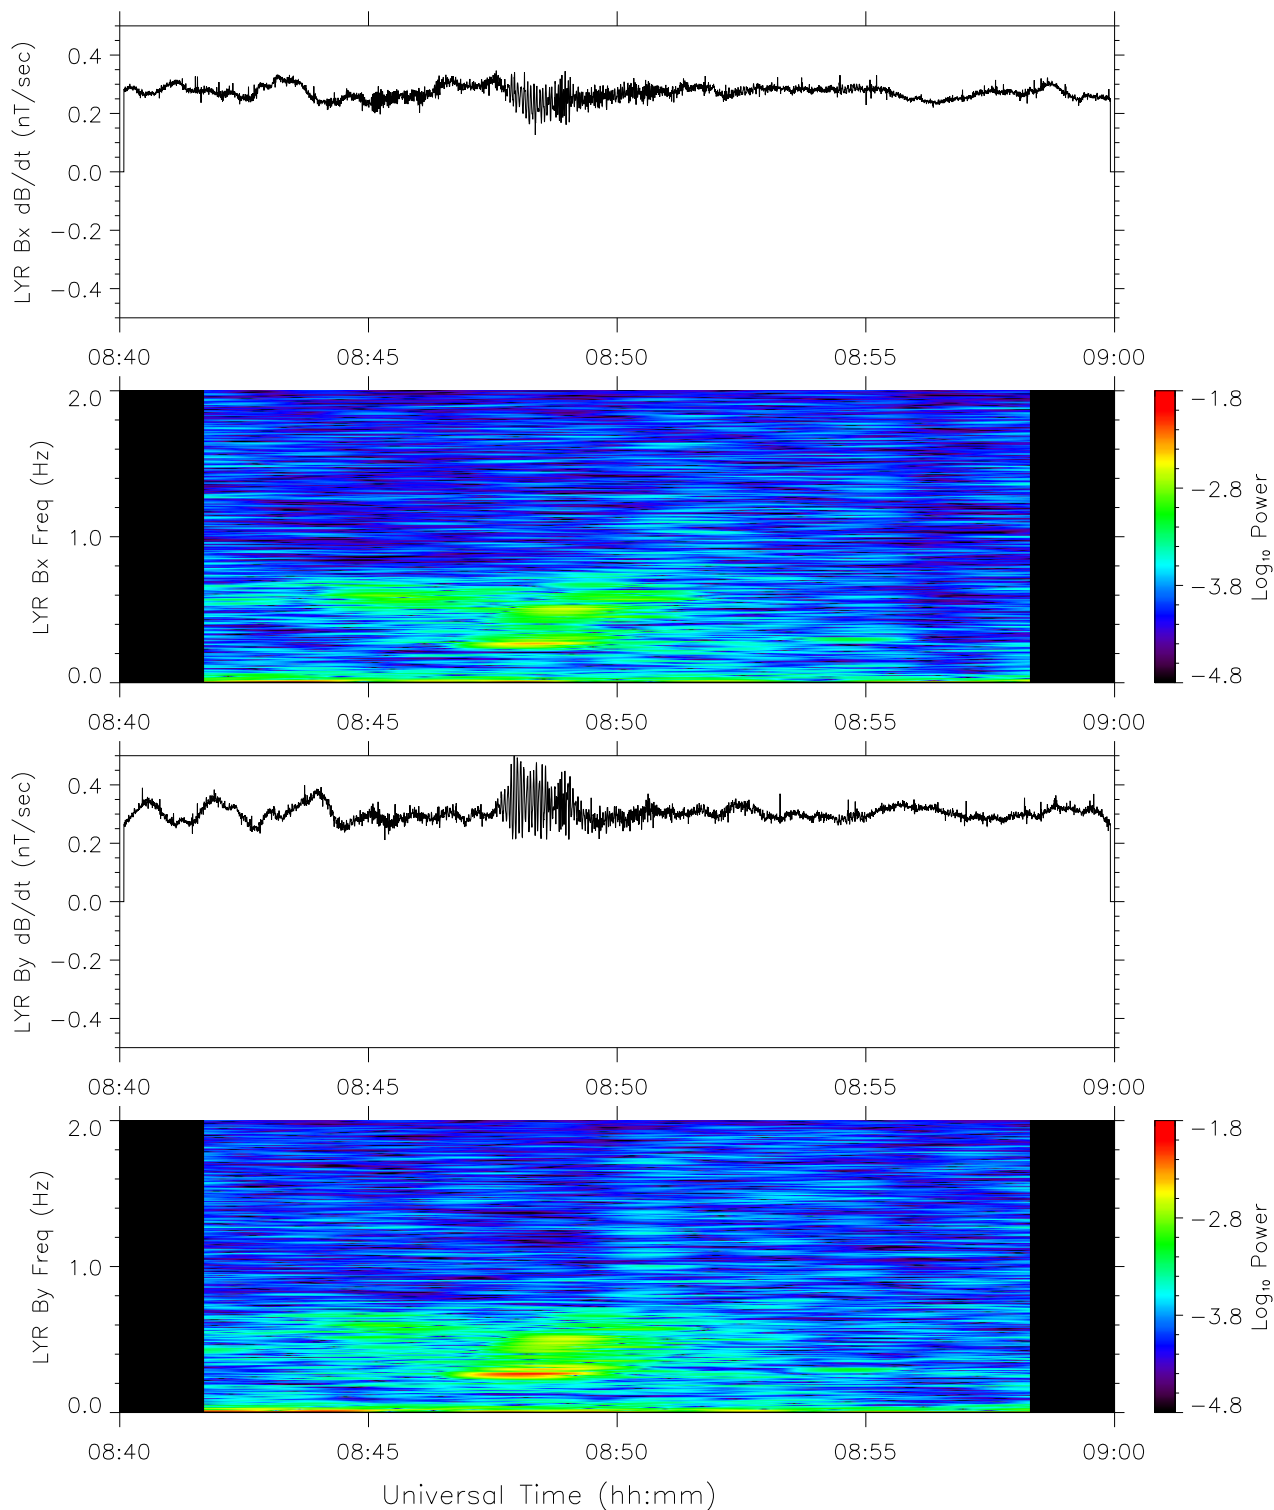 LYR Bx dB/dt (nT/sec)
0.4
0.2
0.0
−0.2
−0.4
08:40 08:45 08:50 08:55 09:00
LYR Bx Freq (Hz)
2.0
1.0
0.0
−1.8
−2.8
−3.8
−4.8
Log₁₀ Power
08:40 08:45 08:50 08:55 09:00
LYR By dB/dt (nT/sec)
0.4
0.2
0.0
−0.2
−0.4
08:40 08:45 08:50 08:55 09:00
LYR By Freq (Hz)
2.0
1.0
0.0
−1.8
−2.8
−3.8
−4.8
Log₁₀ Power
08:40 08:45 08:50 08:55 09:00
Universal Time (hh:mm)